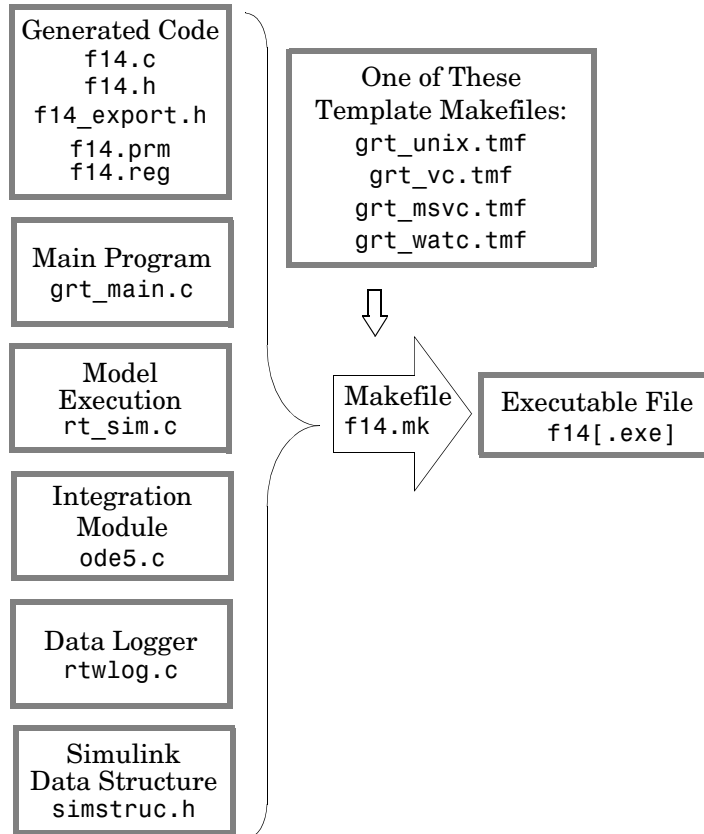 Generated Code
f14.c
f14.h
f14_export.h
f14.prm
f14.reg
Main Program
grt_main.c
Model
Execution
rt_sim.c
Integration
Module
ode5.c
Data Logger
rtwlog.c
Simulink
Data Structure
simstruc.h
One of These
Template Makefiles:
grt_unix.tmf
grt_vc.tmf
grt_msvc.tmf
grt_watc.tmf
Makefile
f14.mk
Executable File
f14[.exe]